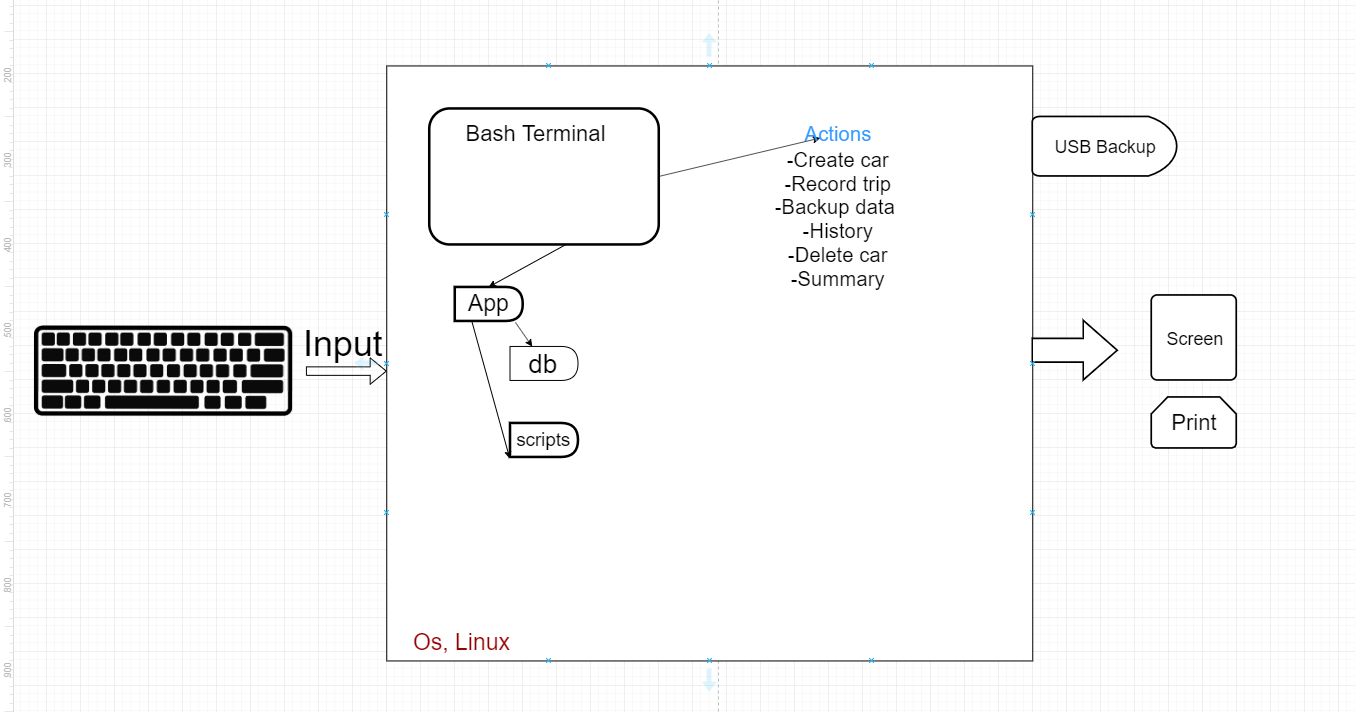 200
300
400
500
600
700
800
900
Bash Terminal
Actions
-Create car
-Record trip
-Backup data
-History
-Delete car
-Summary
USB Backup
App
db
scripts
Input
Screen
Print
Os, Linux